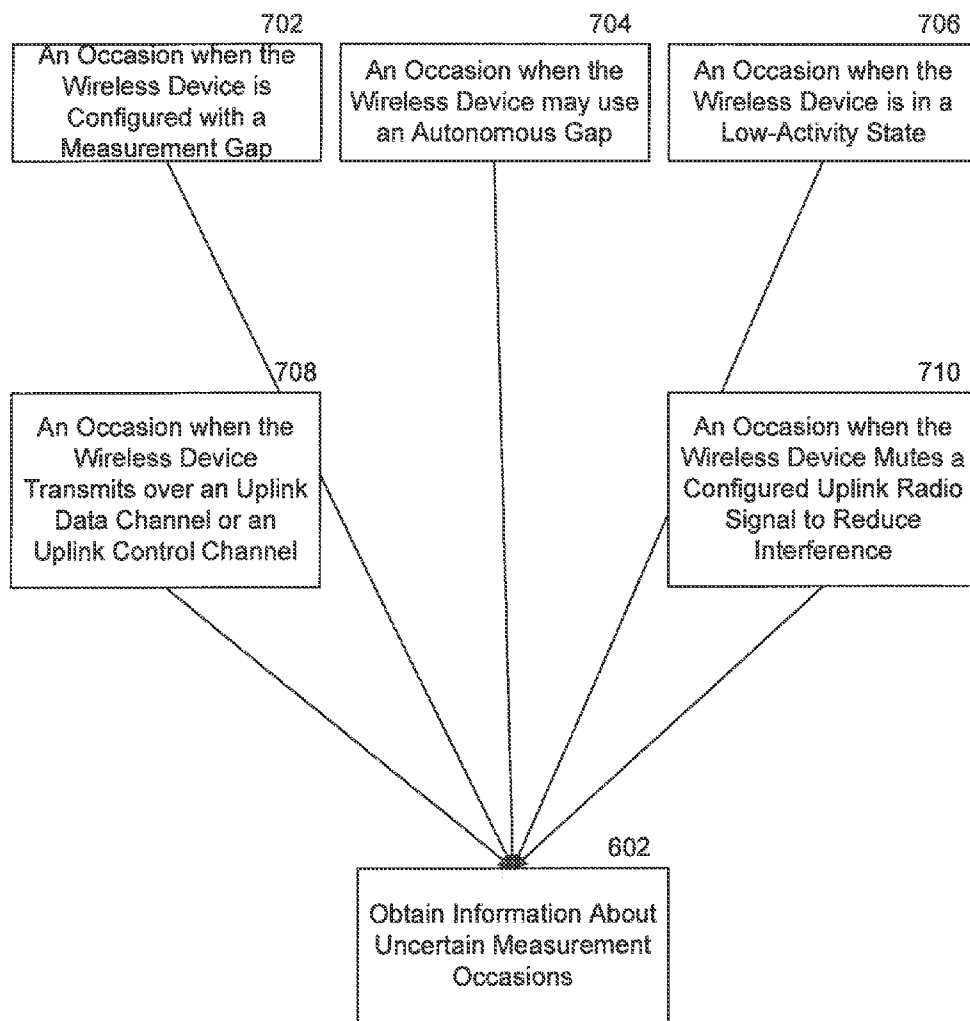 702
An Occasion when the
Wireless Device is
Configured with a
Measurement Gap
704
An Occasion when the
Wireless Device may use
an Autonomous Gap
706
An Occasion when the
Wireless Device is in a
Low-Activity State
708
An Occasion when the
Wireless Device
Transmits over an Uplink
Data Channel or an
Uplink Control Channel
710
An Occasion when the
Wireless Device Mutes a
Configured Uplink Radio
Signal to Reduce
Interference
602
Obtain Information About
Uncertain Measurement
Occasions